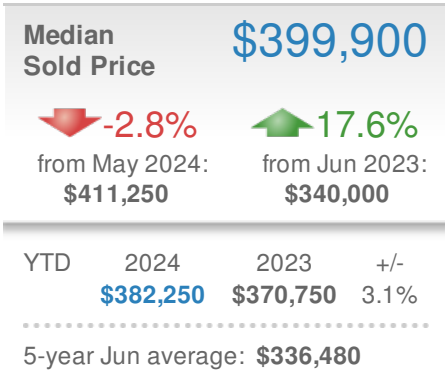 Median $399,900
Sold Price
-2.8% 17.6%
from May 2024: from Jun 2023:
$411,250 $340,000
YTD 2024 2023 +/-
$382,250 $370,750 3.1%
5-year Jun average: $336,480